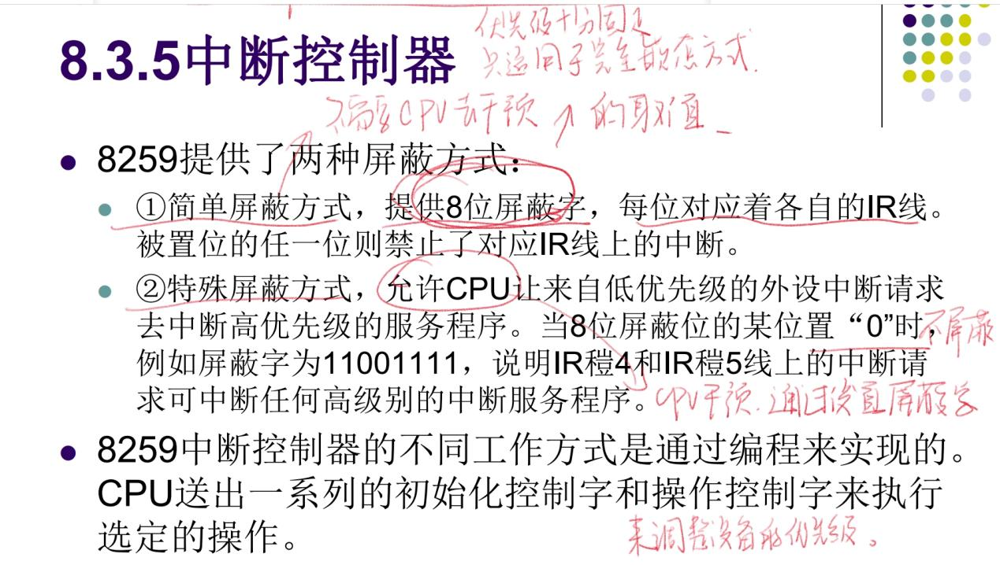 优先级十分固定
8.3.5中断控制器
只适用于完全嵌套方式.
不需要CPU去干预 的取值
8259提供了两种屏蔽方式：
①简单屏蔽方式，提供8位屏蔽字，每位对应着各自的IR线。
被置位的任一位则禁止了对应IR线上的中断。
②特殊屏蔽方式，允许CPU让来自低优先级的外设中断请求
去中断高优先级的服务程序。当8位屏蔽位的某位置“0”时，
不屏蔽
例如屏蔽字为11001111，说明IR稽4和IR稽5线上的中断请
求可中断任何高级别的中断服务程序。
CPU干预.通过设置屏蔽字
8259中断控制器的不同工作方式是通过编程来实现的。
CPU送出一系列的初始化控制字和操作控制字来执行
选定的操作。
来调整设备的优先级。